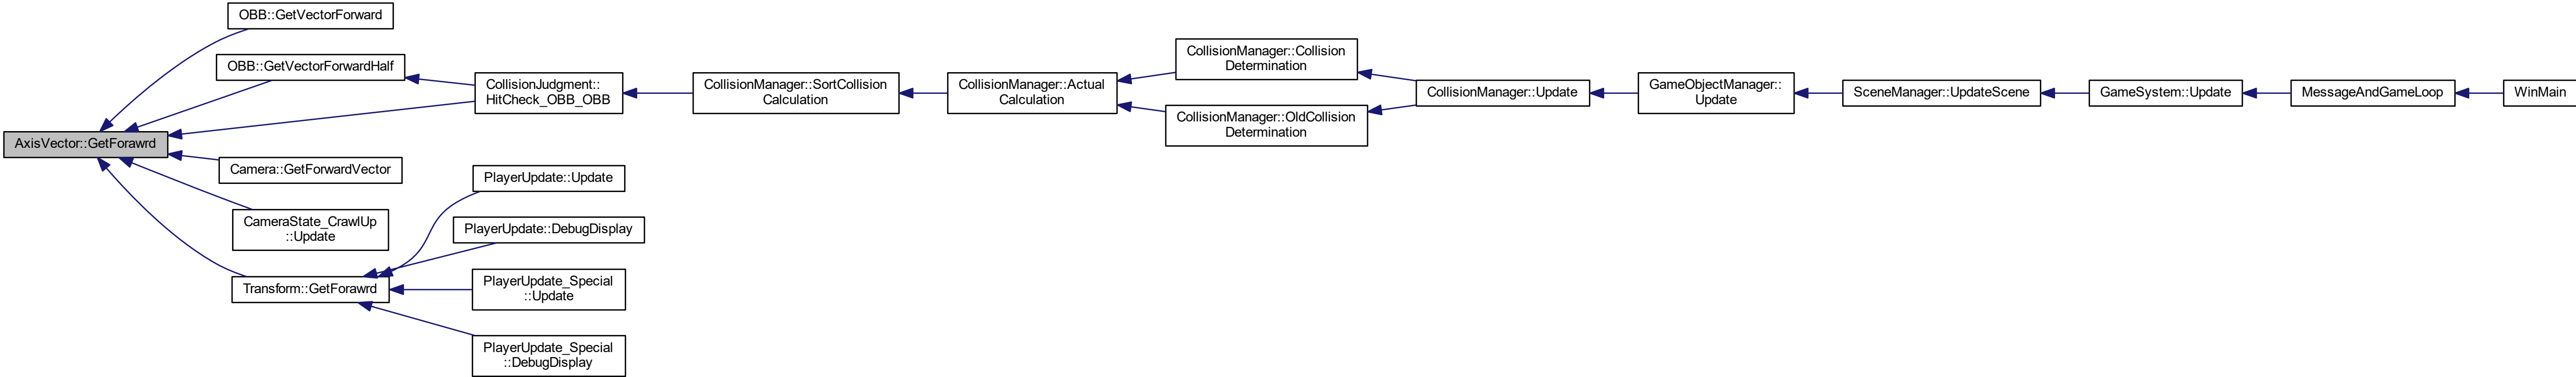 OBB::GetVectorForward
OBB::GetVectorForwardHalf
AxisVector::GetForawrd
Camera::GetForwardVector
CameraState_CrawlUp
::Update
Transform::GetForawrd
CollisionJudgment::
HitCheck_OBB_OBB
PlayerUpdate::Update
PlayerUpdate::DebugDisplay
PlayerUpdate_Special
::Update
PlayerUpdate_Special
::DebugDisplay
CollisionManager::SortCollision
Calculation
CollisionManager::Actual
Calculation
CollisionManager::Collision
Determination
CollisionManager::OldCollision
Determination
CollisionManager::Update
GameObjectManager::
Update
SceneManager::UpdateScene
GameSystem::Update
MessageAndGameLoop
WinMain